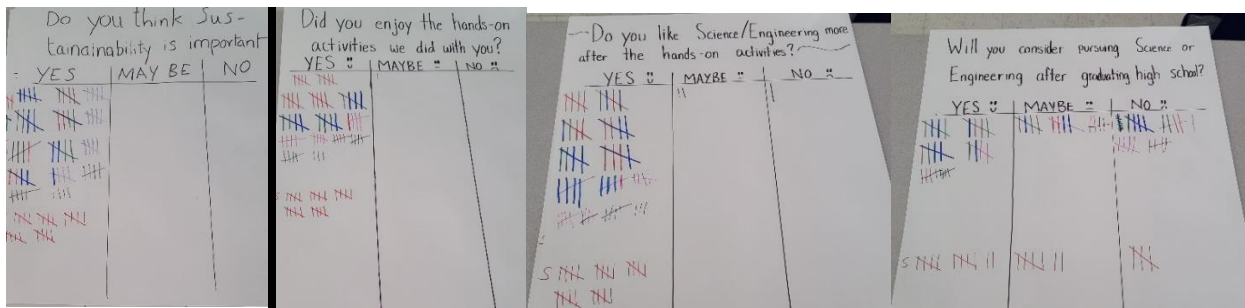 Do you think Sus-
tainainability is important
YES MAYBE NO
Did you enjoy the hands-on
activities we did with you?
YES MAYBE NO
Do you like Science/Engineering more
after the hands-on activities?
YES MAYBE NO
S
Will you consider pursuing Science or
Engineering after graduating high school?
YES MAYBE NO
S